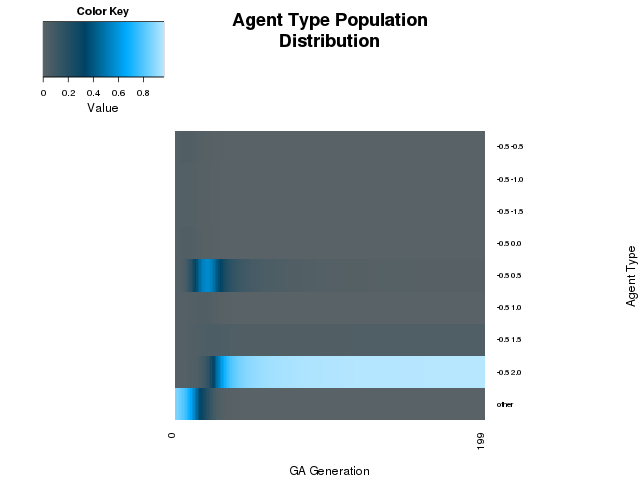 Color Key
0 0.2 0.4 0.6 0.8
Value
Agent Type Population
Distribution
-0.5 -0.5
-0.5 -1.0
-0.5 -1.5
-0.5 0.0
-0.5 0.5
-0.5 1.0
-0.5 1.5
-0.5 2.0
other
Agent Type
0
199
GA Generation